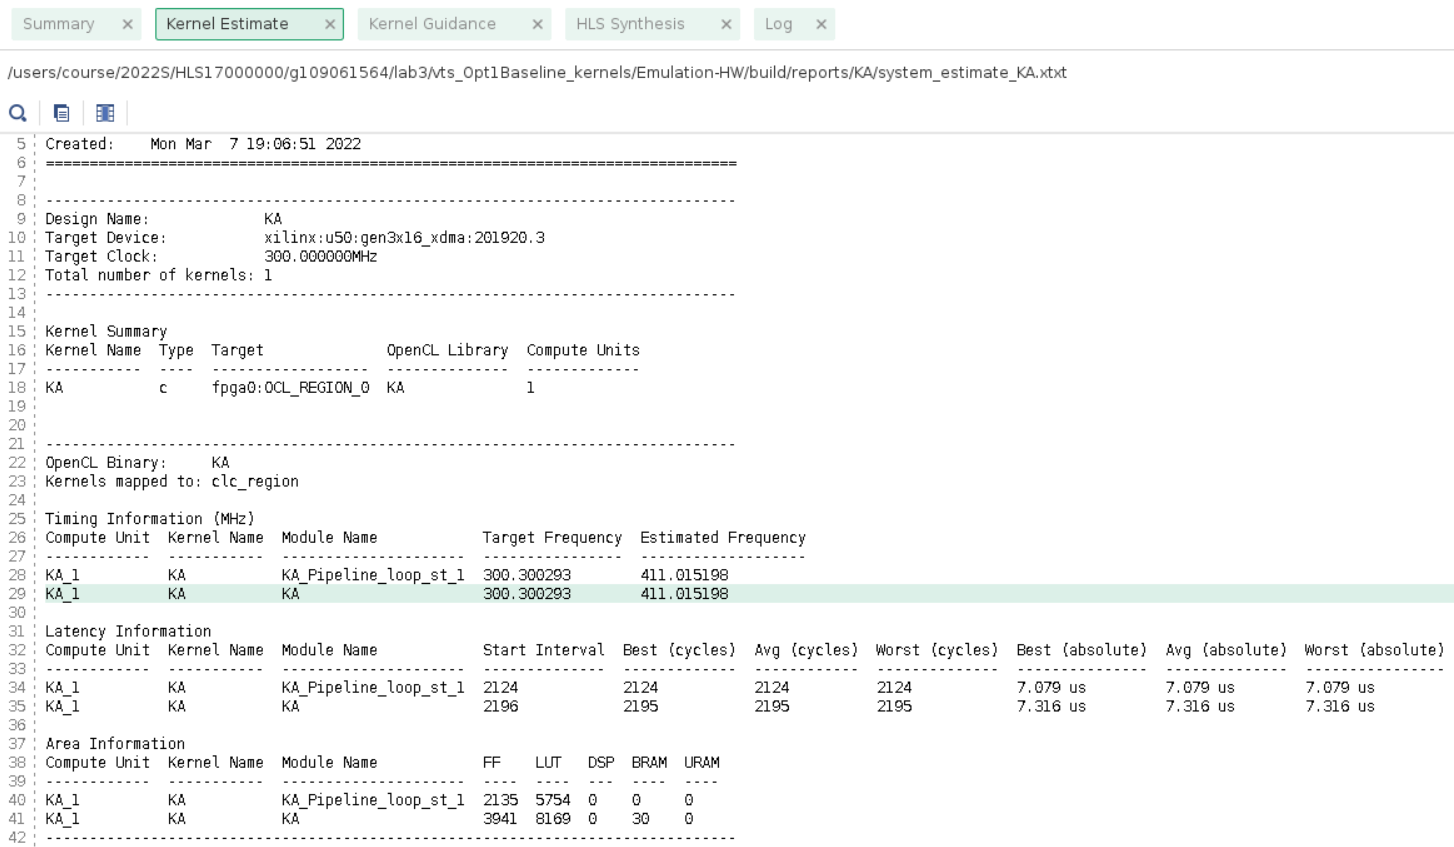 Summary × Kernel Estimate × Kernel Guidance × HLS Synthesis × Log ×
/users/course/2022S/HLS17000000/g109061564/lab3/vts_Opt1Baseline_kernels/Emulation-HW/build/reports/KA/system_estimate_KA.xtxt
5 Created:    Mon Mar  7 19:06:51 2022
6 ===============================================================================
7
8 -------------------------------------------------------------------------------
9 Design Name:             KA
10 Target Device:           xilinx:u50:gen3x16_xdma:201920.3
11 Target Clock:            300.000000MHz
12 Total number of kernels: 1
13 -------------------------------------------------------------------------------
14
15 Kernel Summary
16 Kernel Name  Type  Target              OpenCL Library  Compute Units
17 -----------  ----  ------------------  --------------  -------------
18 KA           c     fpga0:OCL_REGION_0  KA              1
19
20
21 -------------------------------------------------------------------------------
22 OpenCL Binary:     KA
23 Kernels mapped to: clc_region
24
25 Timing Information (MHz)
26 Compute Unit  Kernel Name  Module Name            Target Frequency  Estimated Frequency
27 ------------  -----------  ---------------------  ----------------  -------------------
28 KA_1          KA           KA_Pipeline_loop_st_1  300.300293        411.015198
29 KA_1          KA           KA                     300.300293        411.015198
30
31 Latency Information
32 Compute Unit  Kernel Name  Module Name            Start Interval  Best (cycles)  Avg (cycles)  Worst (cycles)  Best (absolute)  Avg (absolute)  Worst (absolute)
33 ------------  -----------  ---------------------  --------------  -------------  ------------  --------------  ---------------  --------------  ----------------
34 KA_1          KA           KA_Pipeline_loop_st_1  2124            2124           2124          2124            7.079 us         7.079 us        7.079 us
35 KA_1          KA           KA                     2196            2195           2195          2195            7.316 us         7.316 us        7.316 us
36
37 Area Information
38 Compute Unit  Kernel Name  Module Name            FF    LUT   DSP  BRAM  URAM
39 ------------  -----------  ---------------------  ----  ----  ---  ----  ----
40 KA_1          KA           KA_Pipeline_loop_st_1  2135  5754  0    0     0
41 KA_1          KA           KA                     3941  8169  0    30    0
42 -------------------------------------------------------------------------------